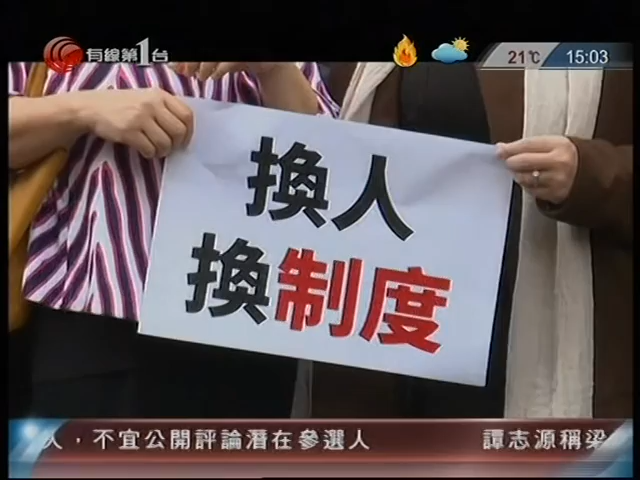 有線第1台
21℃
15:03
換人
換制度
人，不宜公開評論潛在參選人
譚志源稱梁